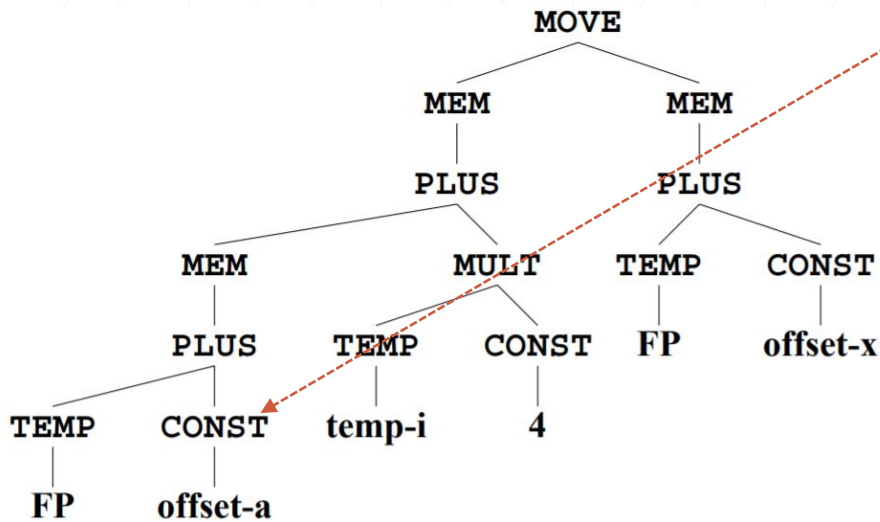 MOVE
MEM MEM
PLUS PLUS
MEM MULT TEMP CONST
PLUS TEMP CONST FP offset-x
TEMP CONST temp-i 4
FP offset-a